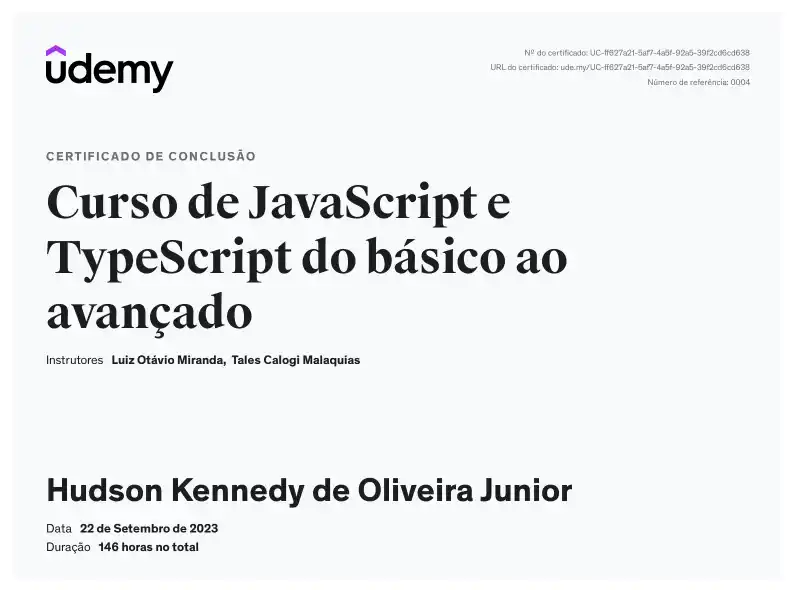 udemy
Nº do certificado: UC-ff627a21-5af7-4a5f-92a5-39f2cd6cd638
URL do certificado: ude.my/UC-ff627a21-5af7-4a5f-92a5-39f2cd6cd638
Número de referência: 0004
CERTIFICADO DE CONCLUSÃO
Curso de JavaScript e
TypeScript do básico ao
avançado
Instrutores Luiz Otávio Miranda, Tales Calogi Malaquias
Hudson Kennedy de Oliveira Junior
Data 22 de Setembro de 2023
Duração 146 horas no total